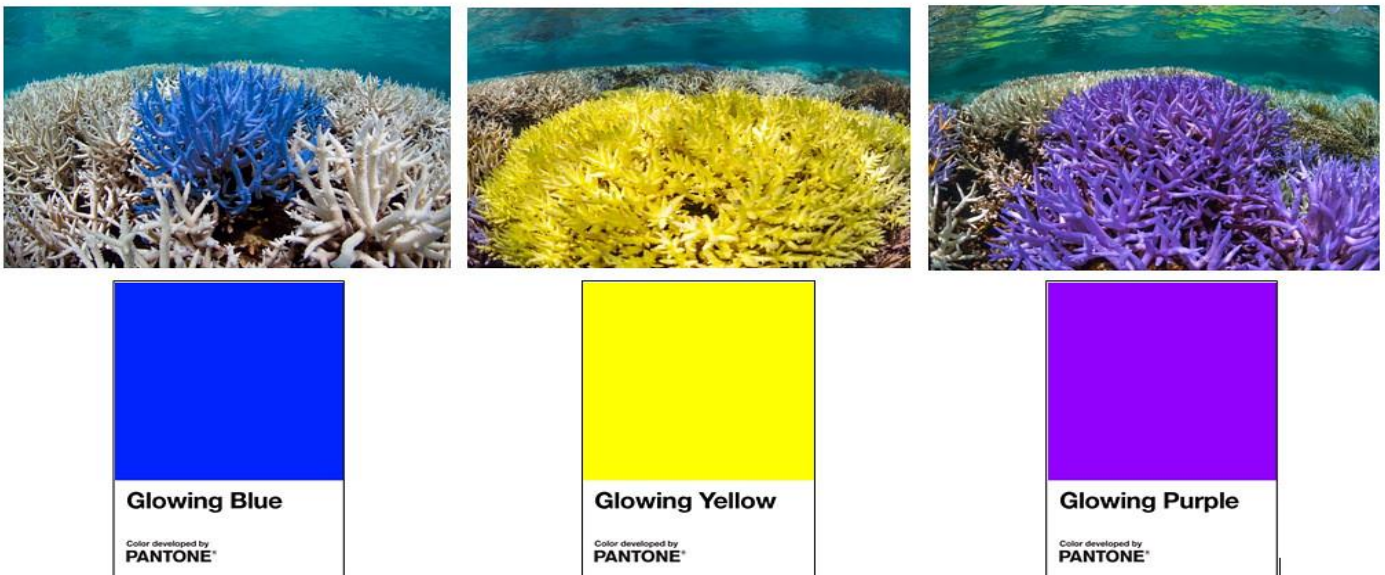 Glowing Blue
Color developed by
PANTONE®
Glowing Yellow
Color developed by
PANTONE®
Glowing Purple
Color developed by
PANTONE®